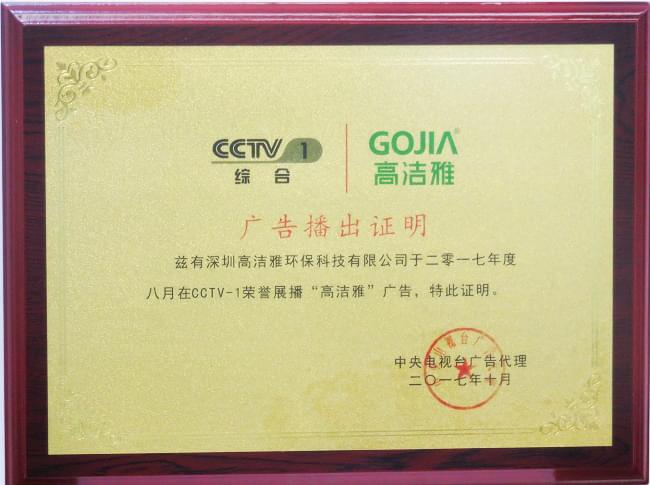 CCTV 1
综合
GOJIA®
高洁雅
广告播出证明
兹有深圳高洁雅环保科技有限公司于二零一七年度
八月在CCTV-1荣誉展播“高洁雅”广告，特此证明。
中央电视台广告代理
二〇一七年十月